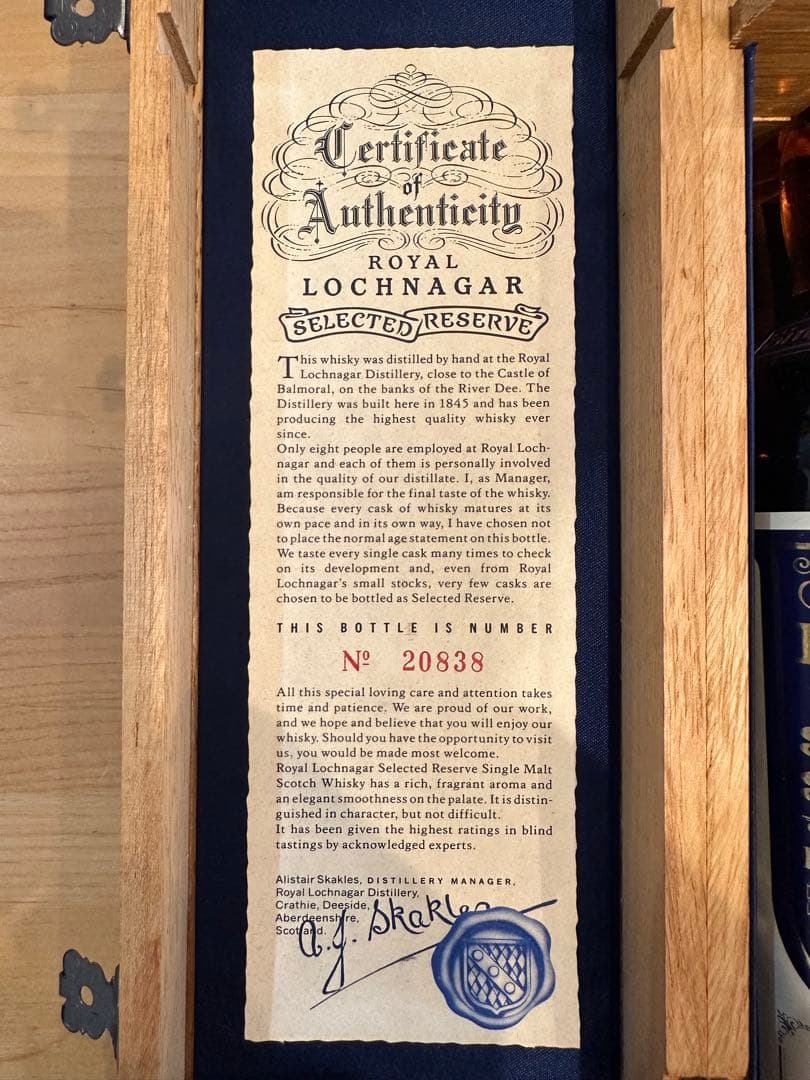 Certificate
of
Authenticity
ROYAL
LOCHNAGAR
SELECTED RESERVE
This whisky was distilled by hand at the Royal
Lochnagar Distillery, close to the Castle of
Balmoral, on the banks of the River Dee. The
Distillery was built here in 1845 and has been
producing the highest quality whisky ever
since.
Only eight people are employed at Royal Loch-
nagar and each of them is personally involved
in the quality of our distillate. I, as Manager,
am responsible for the final taste of the whisky.
Because every cask of whisky matures at its
own pace and in its own way, I have chosen not
to place the normal age statement on this bottle.
We taste every single cask many times to check
on its development and, even from Royal
Lochnagar's small stocks, very few casks are
chosen to be bottled as Selected Reserve.
THIS BOTTLE IS NUMBER
Nº 20838
All this special loving care and attention takes
time and patience. We are proud of our work,
and we hope and believe that you will enjoy our
whisky. Should you have the opportunity to visit
us, you would be made most welcome.
Royal Lochnagar Selected Reserve Single Malt
Scotch Whisky has a rich, fragrant aroma and
an elegant smoothness on the palate. It is distin-
guished in character, but not difficult.
It has been given the highest ratings in blind
tastings by acknowledged experts.
Alistair Skakles, DISTILLERY MANAGER,
Royal Lochnagar Distillery,
Crathie, Deeside,
Aberdeenshire,
Scotland.
A.J. Skakles